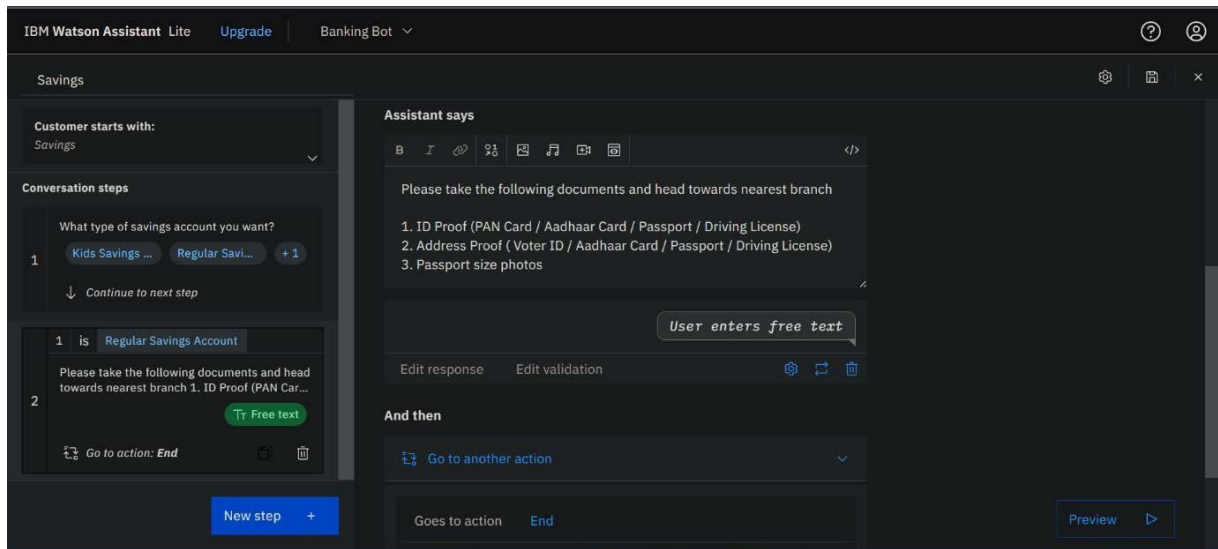 IBM Watson Assistant Lite Upgrade Banking Bot
Savings
Customer starts with:
Savings
Conversation steps
1
What type of savings account you want?
Kids Savings ... Regular Savi... + 1
Continue to next step
2
1 is Regular Savings Account
Please take the following documents and head
towards nearest branch 1. ID Proof (PAN Car...
Tт Free text
Go to action: End
New step +
Assistant says
B I </>
Please take the following documents and head towards nearest branch
1. ID Proof (PAN Card / Aadhaar Card / Passport / Driving License)
2. Address Proof ( Voter ID / Aadhaar Card / Passport / Driving License)
3. Passport size photos
User enters free text
Edit response Edit validation
And then
Go to another action
Goes to action End
Preview